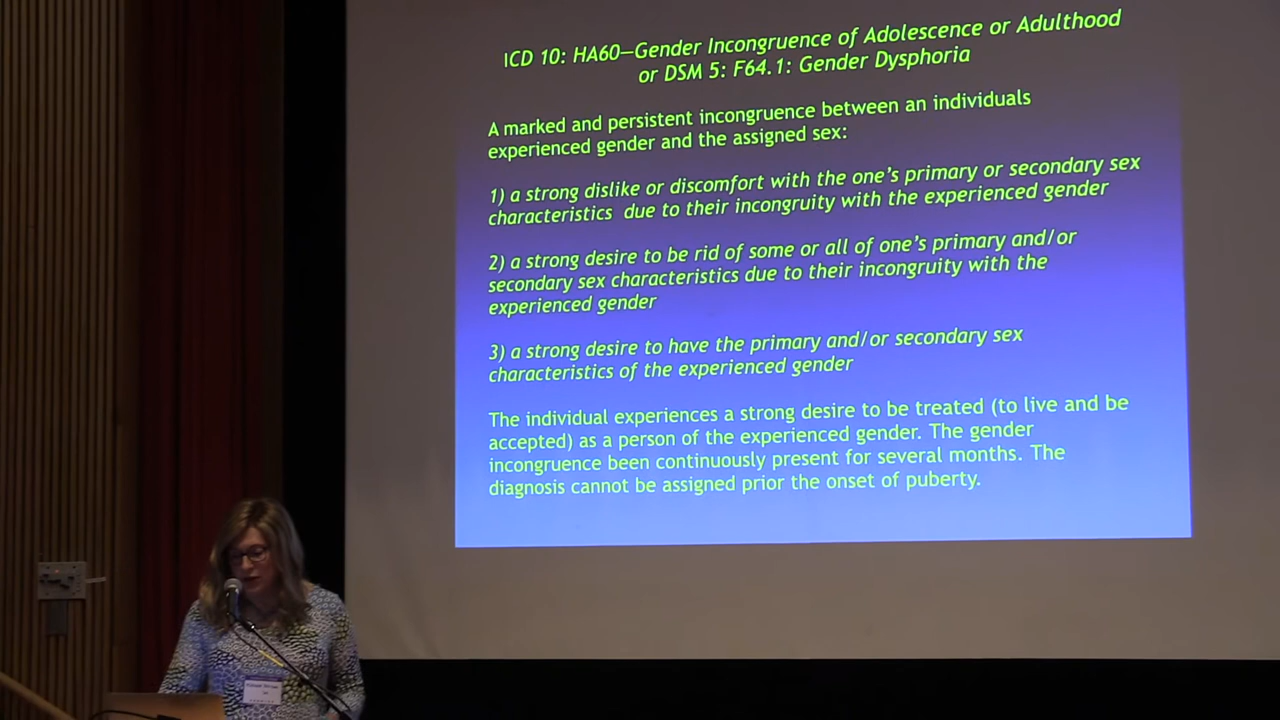 ICD 10: HA60—Gender Incongruence of Adolescence or Adulthood
or DSM 5: F64.1: Gender Dysphoria
A marked and persistent incongruence between an individuals
experienced gender and the assigned sex:
1) a strong dislike or discomfort with the one's primary or secondary sex
characteristics due to their incongruity with the experienced gender
2) a strong desire to be rid of some or all of one's primary and/or
secondary sex characteristics due to their incongruity with the
experienced gender
3) a strong desire to have the primary and/or secondary sex
characteristics of the experienced gender
The individual experiences a strong desire to be treated (to live and be
accepted) as a person of the experienced gender. The gender
incongruence been continuously present for several months. The
diagnosis cannot be assigned prior the onset of puberty.